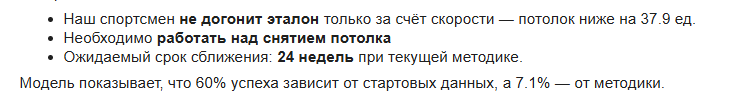 • Наш спортсмен не догонит эталон только за счёт скорости — потолок ниже на 37.9 ед.
• Необходимо работать над снятием потолка
• Ожидаемый срок сближения: 24 недель при текущей методике.
Модель показывает, что 60% успеха зависит от стартовых данных, а 7.1% — от методики.